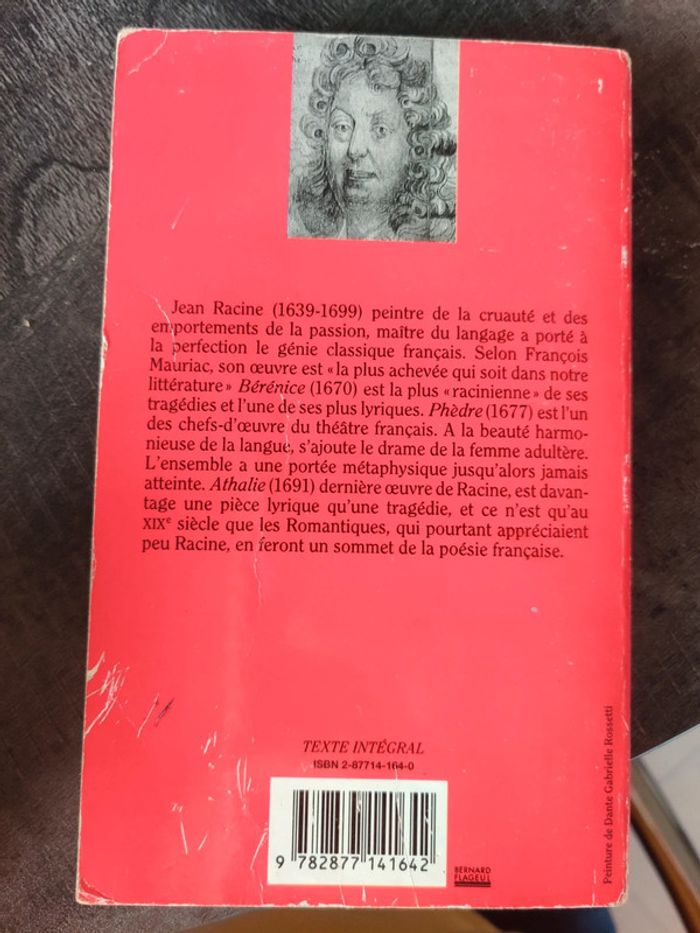 Jean Racine (1639-1699) peintre de la cruauté et des
emportements de la passion, maître du langage a porté à
la perfection le génie classique français. Selon François
Mauriac, son œuvre est « la plus achevée qui soit dans notre
littérature » Bérénice (1670) est la plus « racinienne » de ses
tragédies et l'une de ses plus lyriques. Phèdre (1677) est l'un
des chefs-d'œuvre du théâtre français. A la beauté harmo-
nieuse de la langue, s'ajoute le drame de la femme adultère.
L'ensemble a une portée métaphysique jusqu'alors jamais
atteinte. Athalie (1691) dernière œuvre de Racine, est davan-
tage une pièce lyrique qu'une tragédie, et ce n'est qu'au
XIXe siècle que les Romantiques, qui pourtant appréciaient
peu Racine, en feront un sommet de la poésie française.
TEXTE INTÉGRAL
ISBN 2-87714-164-0
9 782877 141642
BERNARD
FLAGEUL
Peinture de Dante Gabrielle Rossetti